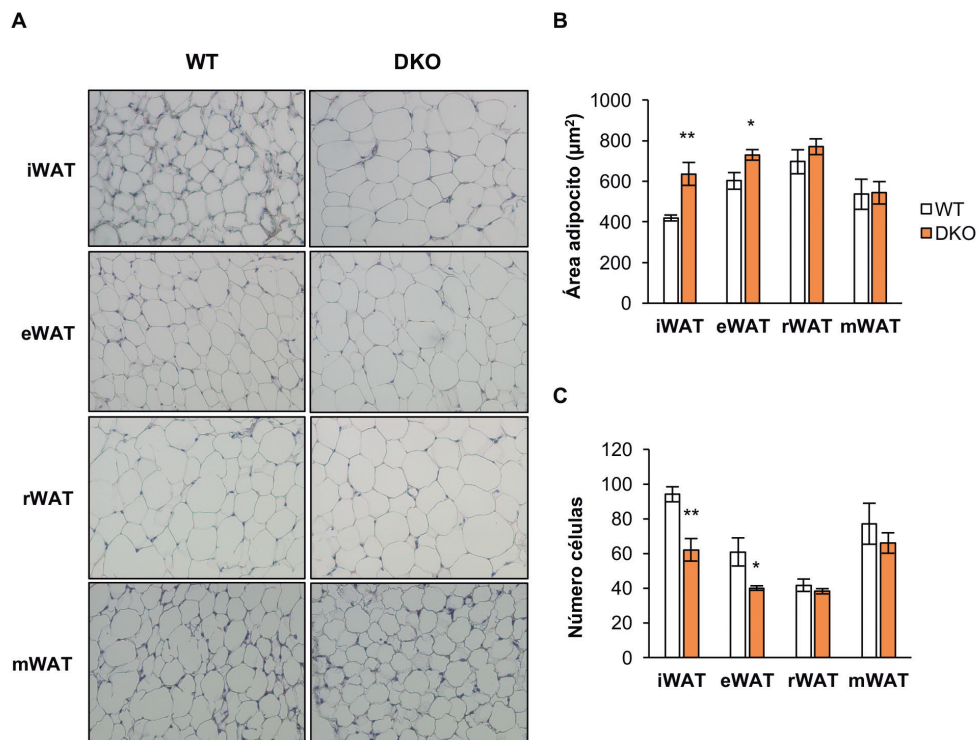 A
WT DKO
iWAT
eWAT
rWAT
mWAT
B
Área adipocito (µm²)
1000
800
600
400
200
0
** *
iWAT eWAT rWAT mWAT
WT
DKO
C
Número células
120
100
80
60
40
20
0
** *
iWAT eWAT rWAT mWAT